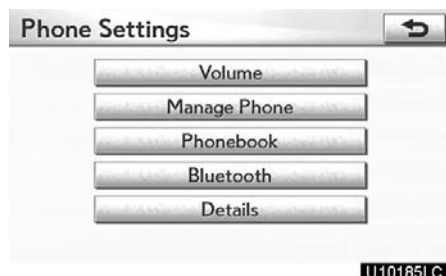 Phone Settings
Volume
Manage Phone
Phonebook
Bluetooth
Details
U10185LC